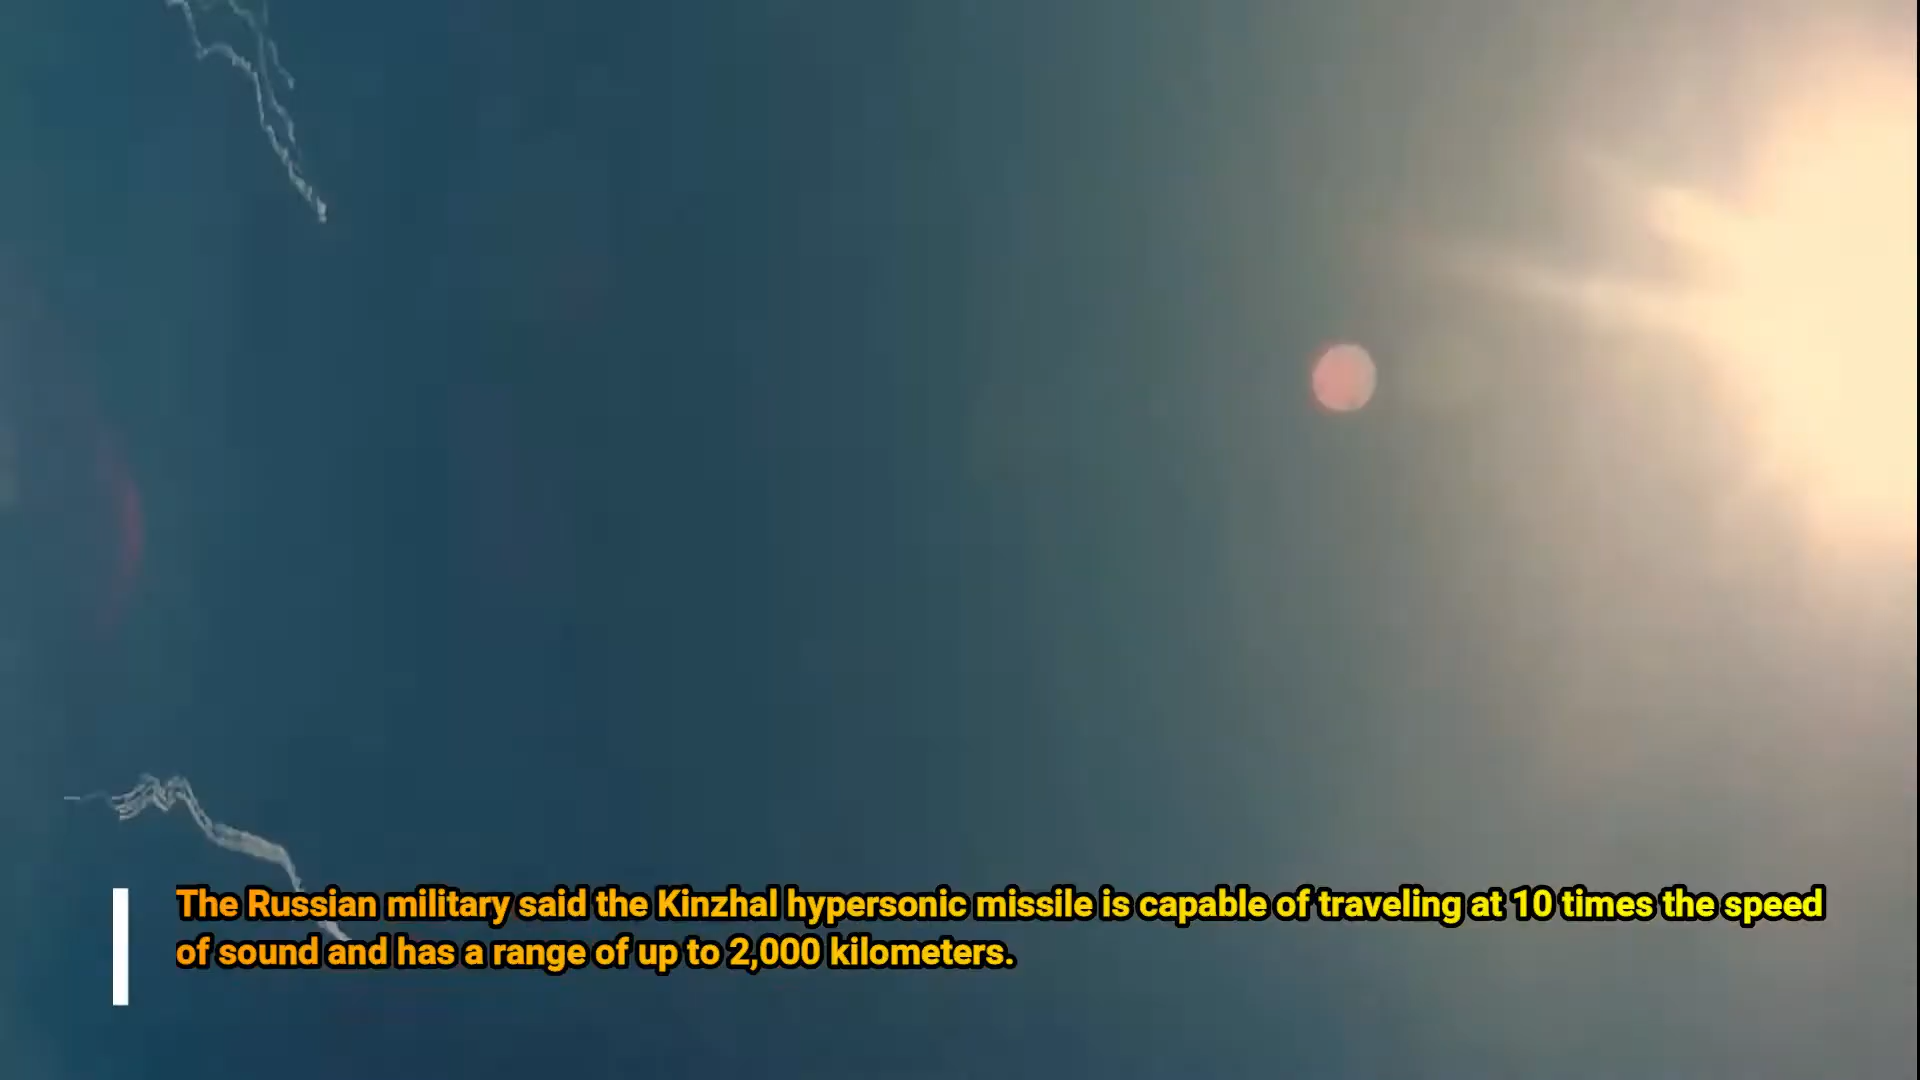 The Russian military said the Kinzhal hypersonic missile is capable of traveling at 10 times the speed
of sound and has a range of up to 2,000 kilometers.